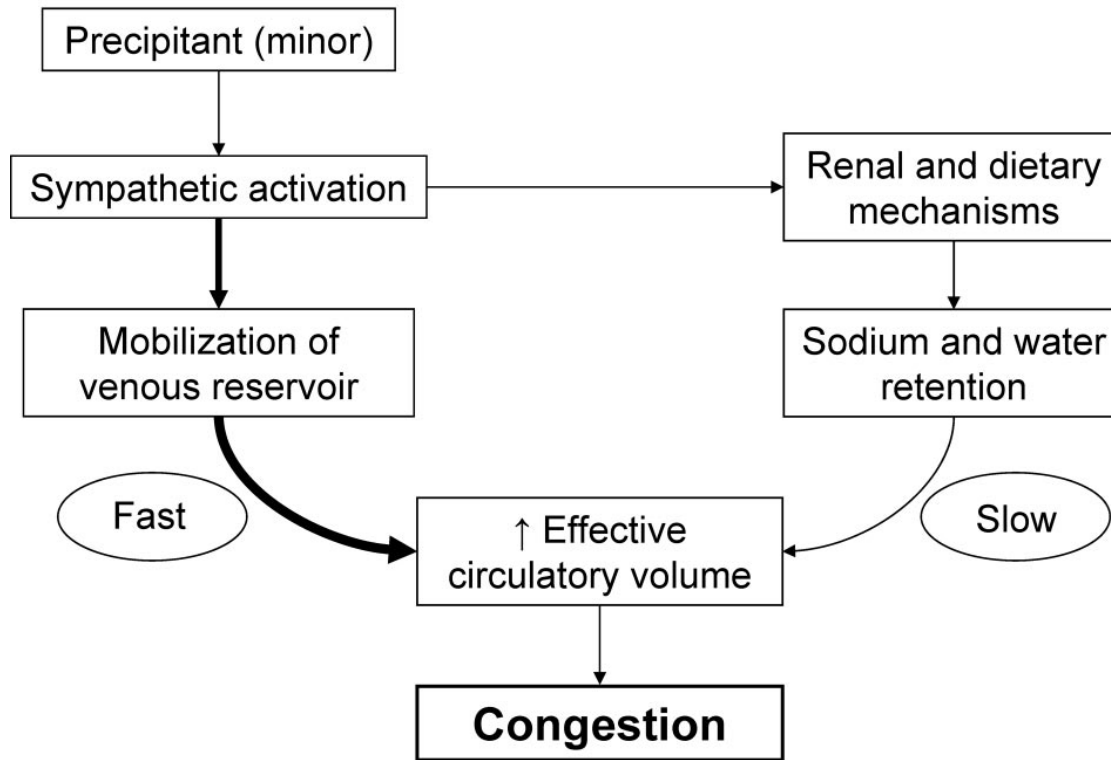 Precipitant (minor)
Sympathetic activation
Renal and dietary
mechanisms
Mobilization of
venous reservoir
Sodium and water
retention
Fast
Slow
↑ Effective
circulatory volume
Congestion